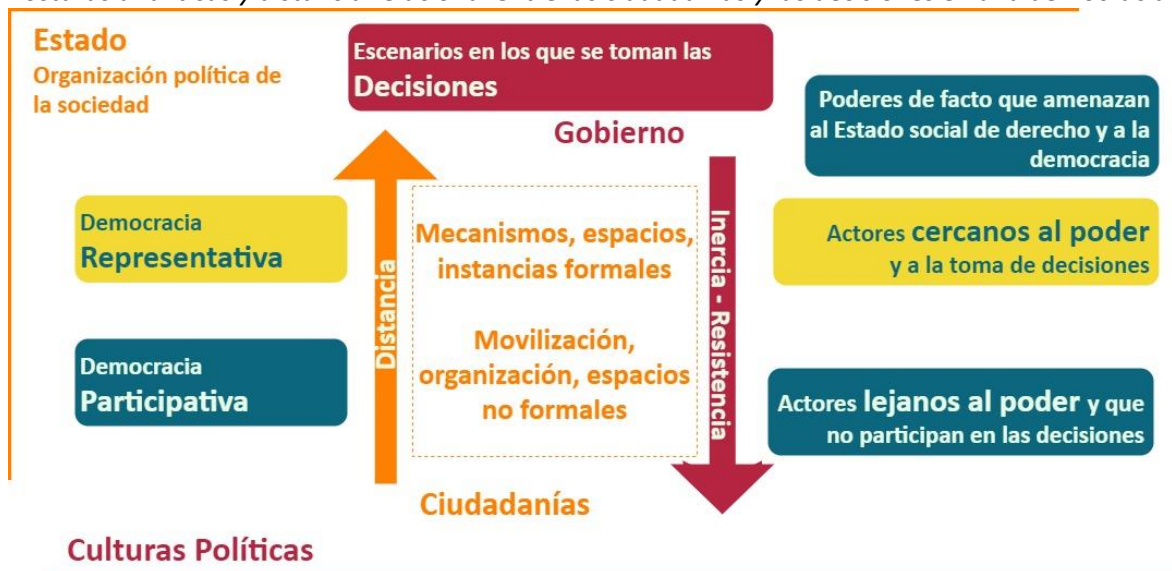 Estado
Organización política de
la sociedad
Escenarios en los que se toman las
Decisiones
Gobierno
Poderes de facto que amenazan
al Estado social de derecho y a la
democracia
Democracia
Representativa
Distancia
Mecanismos, espacios,
instancias formales
Inercia - Resistencia
Actores cercanos al poder
y a la toma de decisiones
Democracia
Participativa
Movilización,
organización, espacios
no formales
Actores lejanos al poder y que
no participan en las decisiones
Ciudadanías
Culturas Políticas